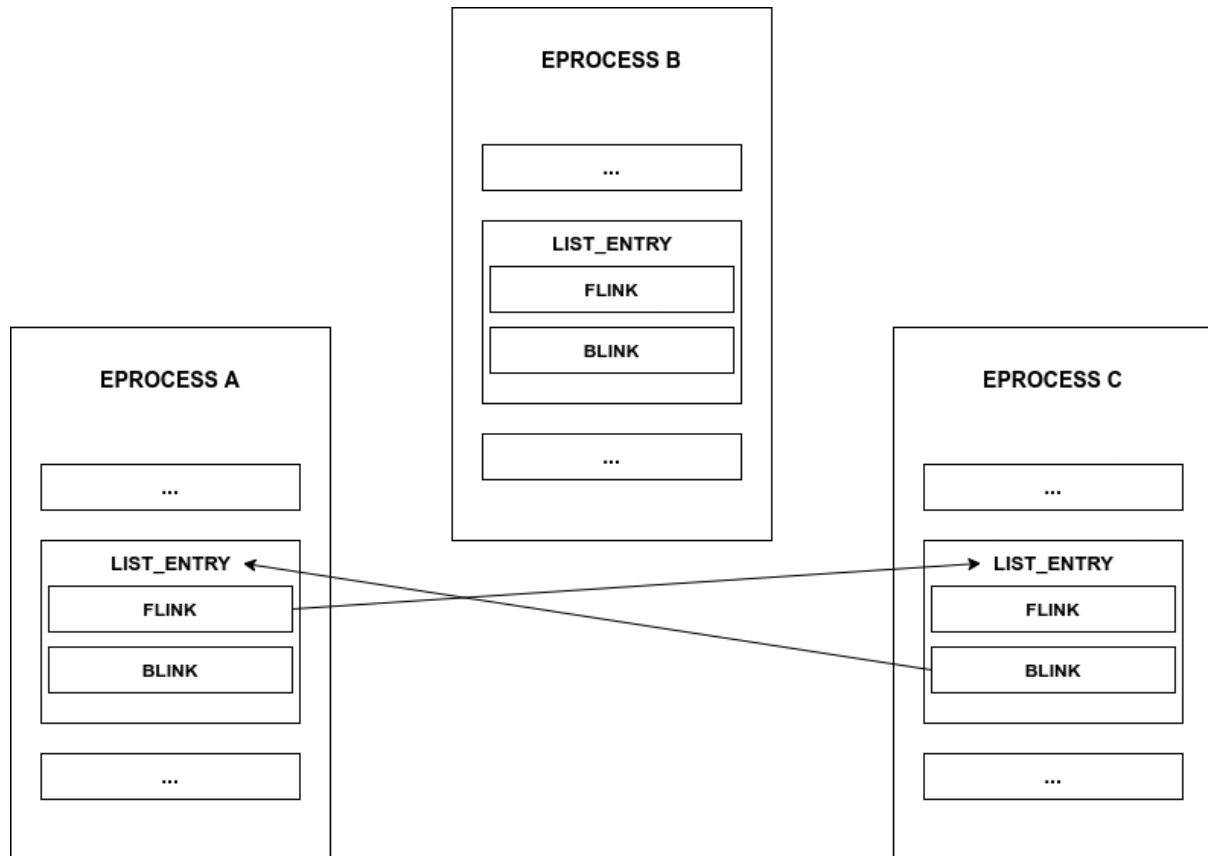 EPROCESS B
...
LIST_ENTRY
FLINK
BLINK
...
EPROCESS A
...
LIST_ENTRY
FLINK
BLINK
...
EPROCESS C
...
LIST_ENTRY
FLINK
BLINK
...